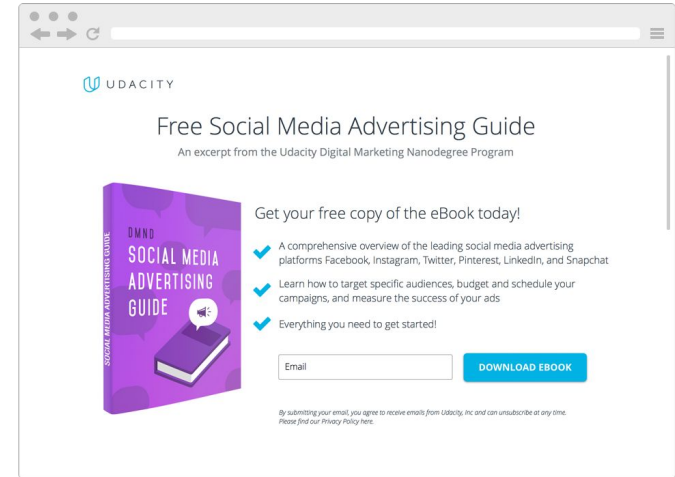 UDACITY
Free Social Media Advertising Guide
An excerpt from the Udacity Digital Marketing Nanodegree Program
SOCIAL MEDIA ADVERTISING GUIDE
DMND
SOCIAL MEDIA
ADVERTISING
GUIDE
Get your free copy of the eBook today!
A comprehensive overview of the leading social media advertising
platforms Facebook, Instagram, Twitter, Pinterest, LinkedIn, and Snapchat
Learn how to target specific audiences, budget and schedule your
campaigns, and measure the success of your ads
Everything you need to get started!
Email
DOWNLOAD EBOOK
By submitting your email, you agree to receive emails from Udacity, Inc and can unsubscribe at any time.
Please find our Privacy Policy here.